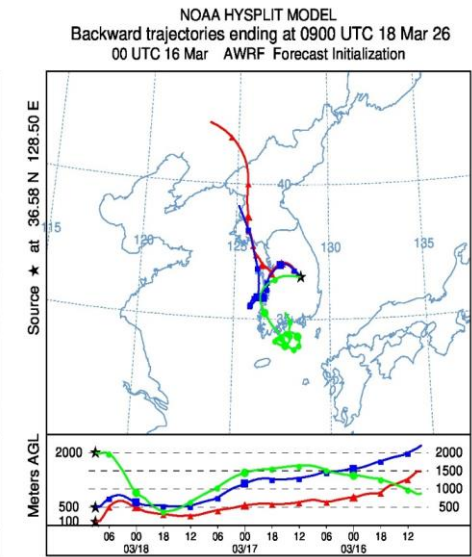 NOAA HYSPLIT MODEL
Backward trajectories ending at 0900 UTC 18 Mar 26
00 UTC 16 Mar AWRF Forecast Initialization
Source ★ at 36.58 N 128.50 E
40
115
120
125
130
135
35
Meters AGL
2000
500
100
2000
1500
1000
500
06 00 18 12 06 00 18 12 06 00 18 12
03/18 03/17 03/16